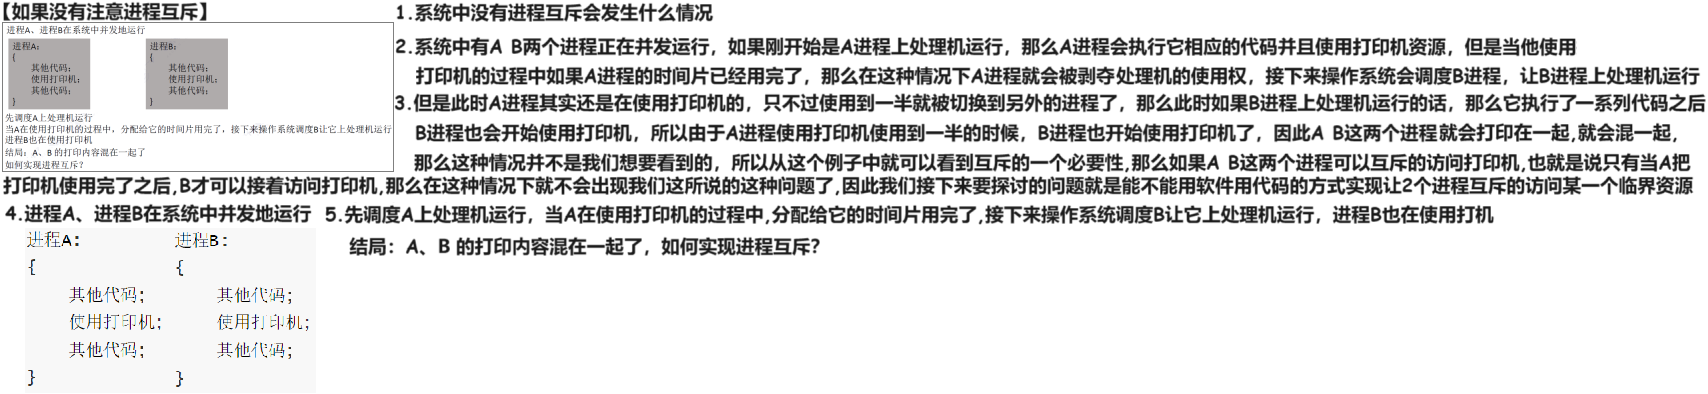 【如果没有注意进程互斥】
进程A、进程B在系统中并发地运行
进程A：
{
其他代码；
使用打印机；
其他代码；
}
进程B：
{
其他代码；
使用打印机；
其他代码；
}
先调度A上处理机运行
当A在使用打印机的过程中，分配给它的时间片用完了，接下来操作系统调度B让它上处理机运行
进程B也在使用打印机
结局：A、B 的打印内容混在一起了
如何实现进程互斥？
1.系统中没有进程互斥会发生什么情况
2.系统中有A B两个进程正在并发运行，如果刚开始是A进程上处理机运行，那么A进程会执行它相应的代码并且使用打印机资源，但是当他使用
打印机的过程中如果A进程的时间片已经用完了，那么在这种情况下A进程就会被剥夺处理机的使用权，接下来操作系统会调度B进程，让B进程上处理机运行
3.但是此时A进程其实还是在使用打印机的，只不过使用到一半就被切换到另外的进程了，那么此时如果B进程上处理机运行的话，那么它执行了一系列代码之后
B进程也会开始使用打印机，所以由于A进程使用打印机使用到一半的时候，B进程也开始使用打印机了，因此A B这两个进程就会打印在一起,就会混一起，
那么这种情况并不是我们想要看到的，所以从这个例子中就可以看到互斥的一个必要性,那么如果A B这两个进程可以互斥的访问打印机,也就是说只有当A把
打印机使用完了之后,B才可以接着访问打印机,那么在这种情况下就不会出现我们这所说的这种问题了,因此我们接下来要探讨的问题就是能不能用软件用代码的方式实现让2个进程互斥的访问某一个临界资源
4.进程A、进程B在系统中并发地运行
进程A：
{
其他代码；
使用打印机；
其他代码；
}
进程B：
{
其他代码；
使用打印机；
其他代码；
}
5.先调度A上处理机运行，当A在使用打印机的过程中,分配给它的时间片用完了,接下来操作系统调度B让它上处理机运行，进程B也在使用打机
结局：A、B 的打印内容混在一起了，如何实现进程互斥?